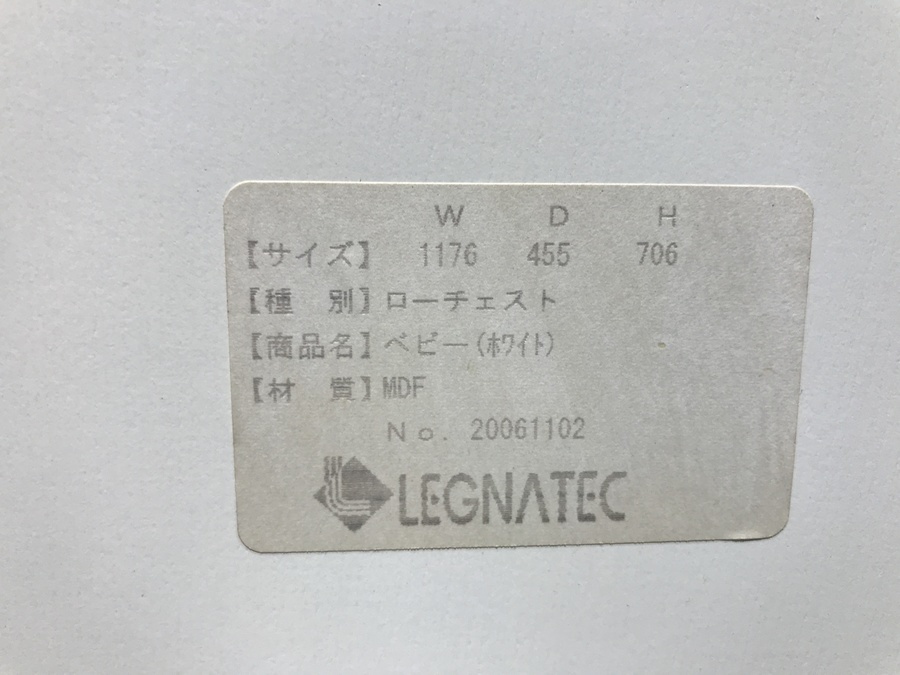 W D H
【サイズ】 1176 455 706
【種 別】ローチェスト
【商品名】ベビー(ﾎﾜｲﾄ)
【材 質】MDF
No. 20061102
LEGNATEC